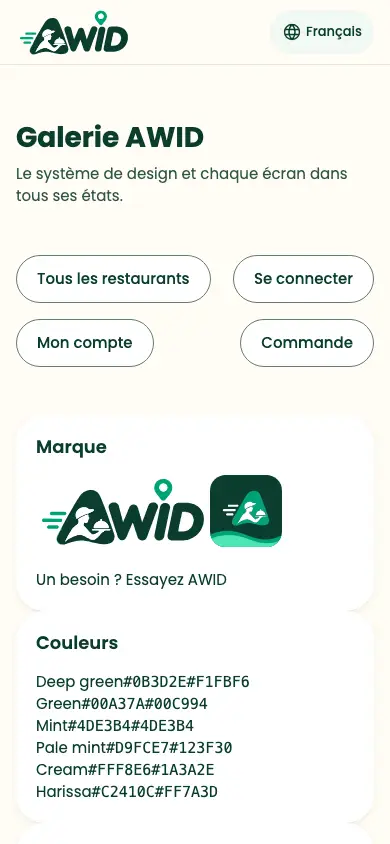 AWID
Français
Galerie AWID
Le système de design et chaque écran dans
tous ses états.
Tous les restaurants
Se connecter
Mon compte
Commande
Marque
AWID
Un besoin ? Essayez AWID
Couleurs
Deep green#0B3D2E#F1FBF6
Green#00A37A#00C994
Mint#4DE3B4#4DE3B4
Pale mint#D9FCE7#123F30
Cream#FFF8E6#1A3A2E
Harissa#C2410C#FF7A3D